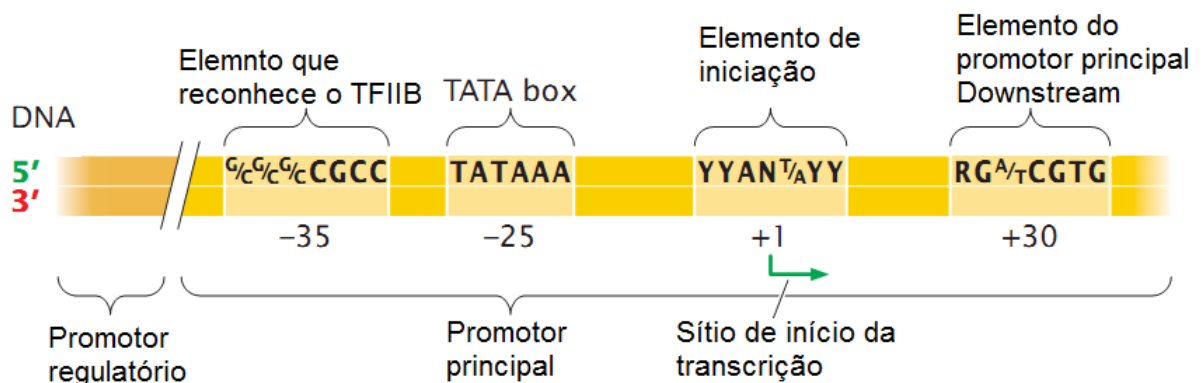 Elemnto que
reconhece o TFIIB
TATA box
Elemento de
iniciação
Elemento do
promotor principal
Downstream
DNA
5′
3′
G/CG/CG/CCGCC
TATAAA
YYANT/AYY
RGA/TCGTG
−35
−25
+1
+30
Promotor
regulatório
Promotor
principal
Sítio de início da
transcrição